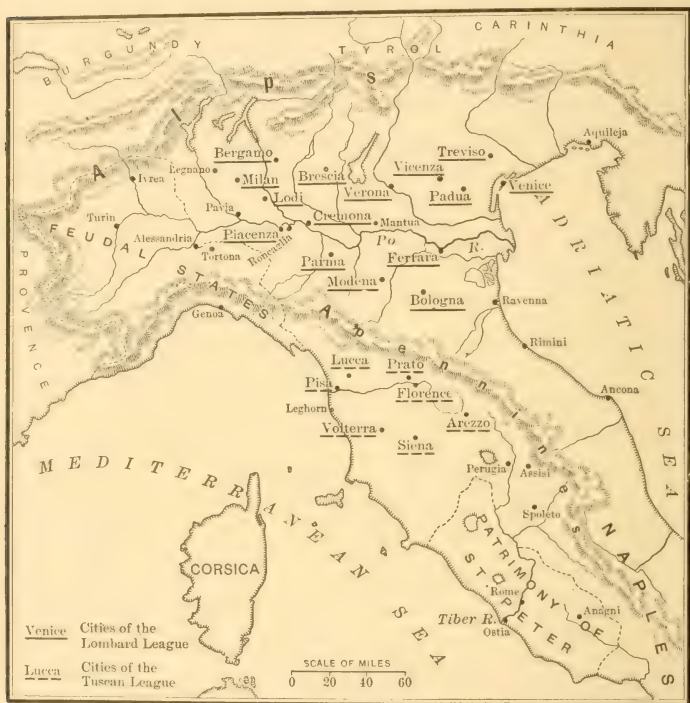 BURGUNDY
TYROL
CARINTHIA
Alps
Aquileja
Treviso
Bergamo
Legnano
Ivrea
Milan
Brescia
Vicenza
Verona
Padua
Venice
Lodi
Pavia
Cremona
Mantua
Turin
FEUDAL STATES
Piacenza
Roncaglia
Po R.
Alessandria
Tortona
Parma
Ferrara
PROVENCE
Modena
Bologna
Ravenna
ADRIATIC SEA
Genoa
Apennines
Rimini
Lucca
Prato
Pisa
Florence
Ancona
Leghorn
Arezzo
Volterra
Siena
MEDITERRANEAN SEA
Perugia
Assisi
Spoleto
NAPLES
CORSICA
PATRIMONY OF
ST. PETER
Rome
Anagni
Tiber R.
Ostia
Venice Cities of the
Lombard League
Lucca Cities of the
Tuscan League
SCALE OF MILES
0 20 40 60